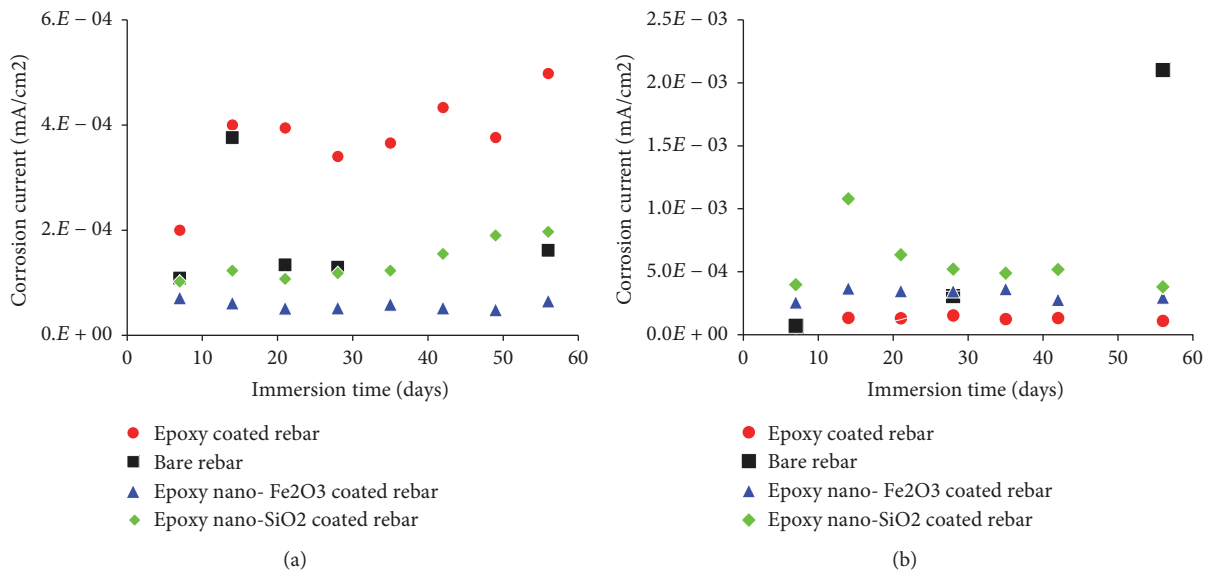 6.E − 04
4.E − 04
2.E − 04
0.E + 00
Corrosion current (mA/cm2)
0 10 20 30 40 50 60
Immersion time (days)
Epoxy coated rebar
Bare rebar
Epoxy nano- Fe2O3 coated rebar
Epoxy nano-SiO2 coated rebar
(a)
2.5E − 03
2.0E − 03
1.5E − 03
1.0E − 03
5.0E − 04
0.0E + 00
Corrosion current (mA/cm2)
0 10 20 30 40 50 60
Immersion time (days)
Epoxy coated rebar
Bare rebar
Epoxy nano- Fe2O3 coated rebar
Epoxy nano-SiO2 coated rebar
(b)